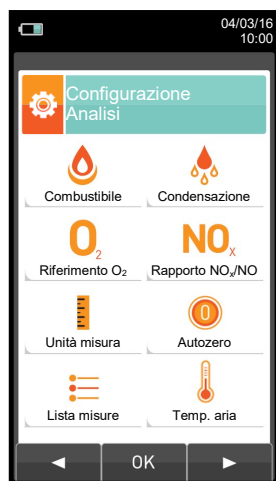 04/03/16
10:00
Configurazione
Analisi
Combustibile
Condensazione
O₂
NOₓ
Riferimento O₂
Rapporto NOₓ/NO
0
Unità misura
Autozero
Lista misure
Temp. aria
◄ OK ►